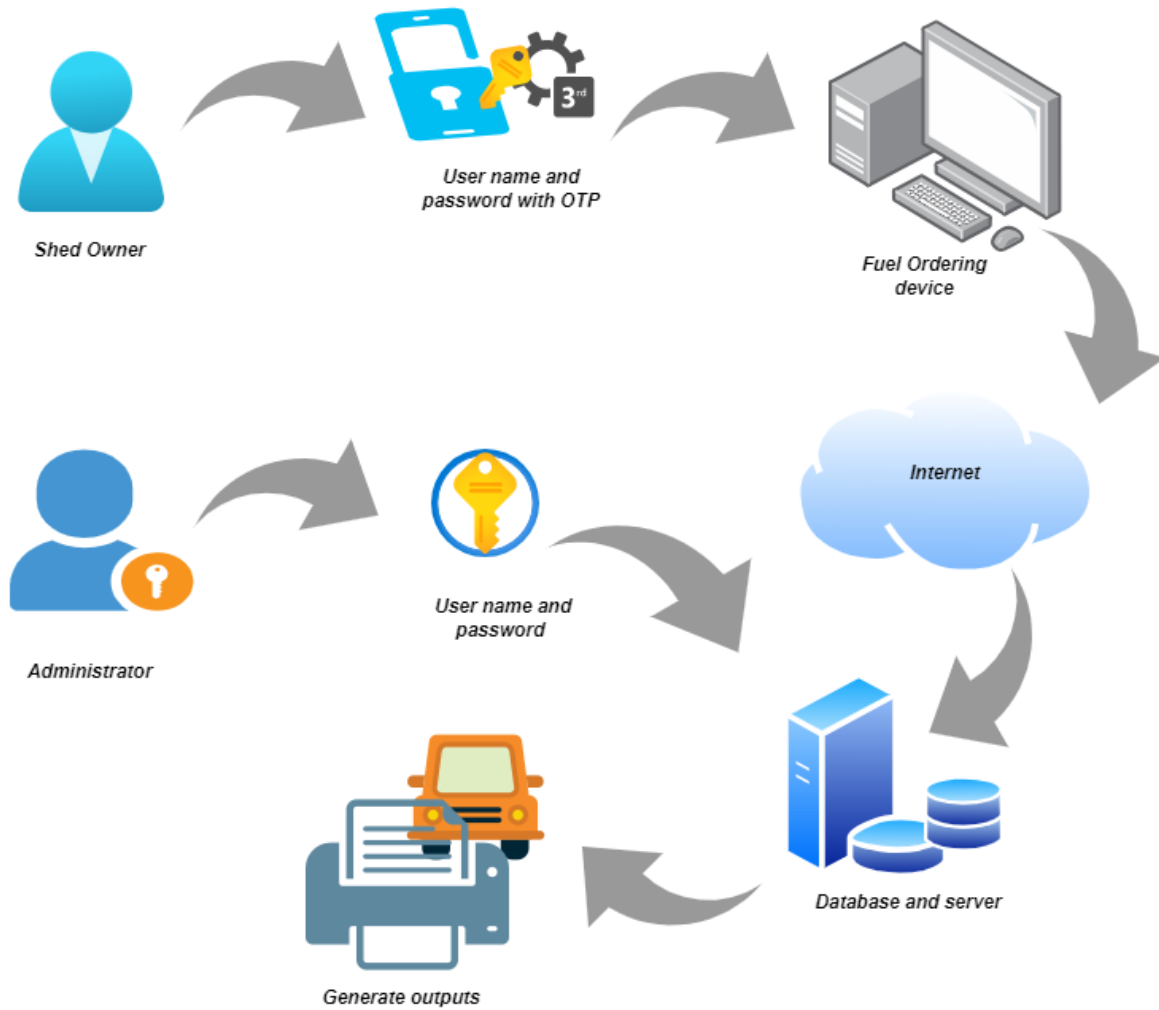 3rd
User name and
password with OTP
Shed Owner
Fuel Ordering
device
Internet
User name and
password
Administrator
Database and server
Generate outputs